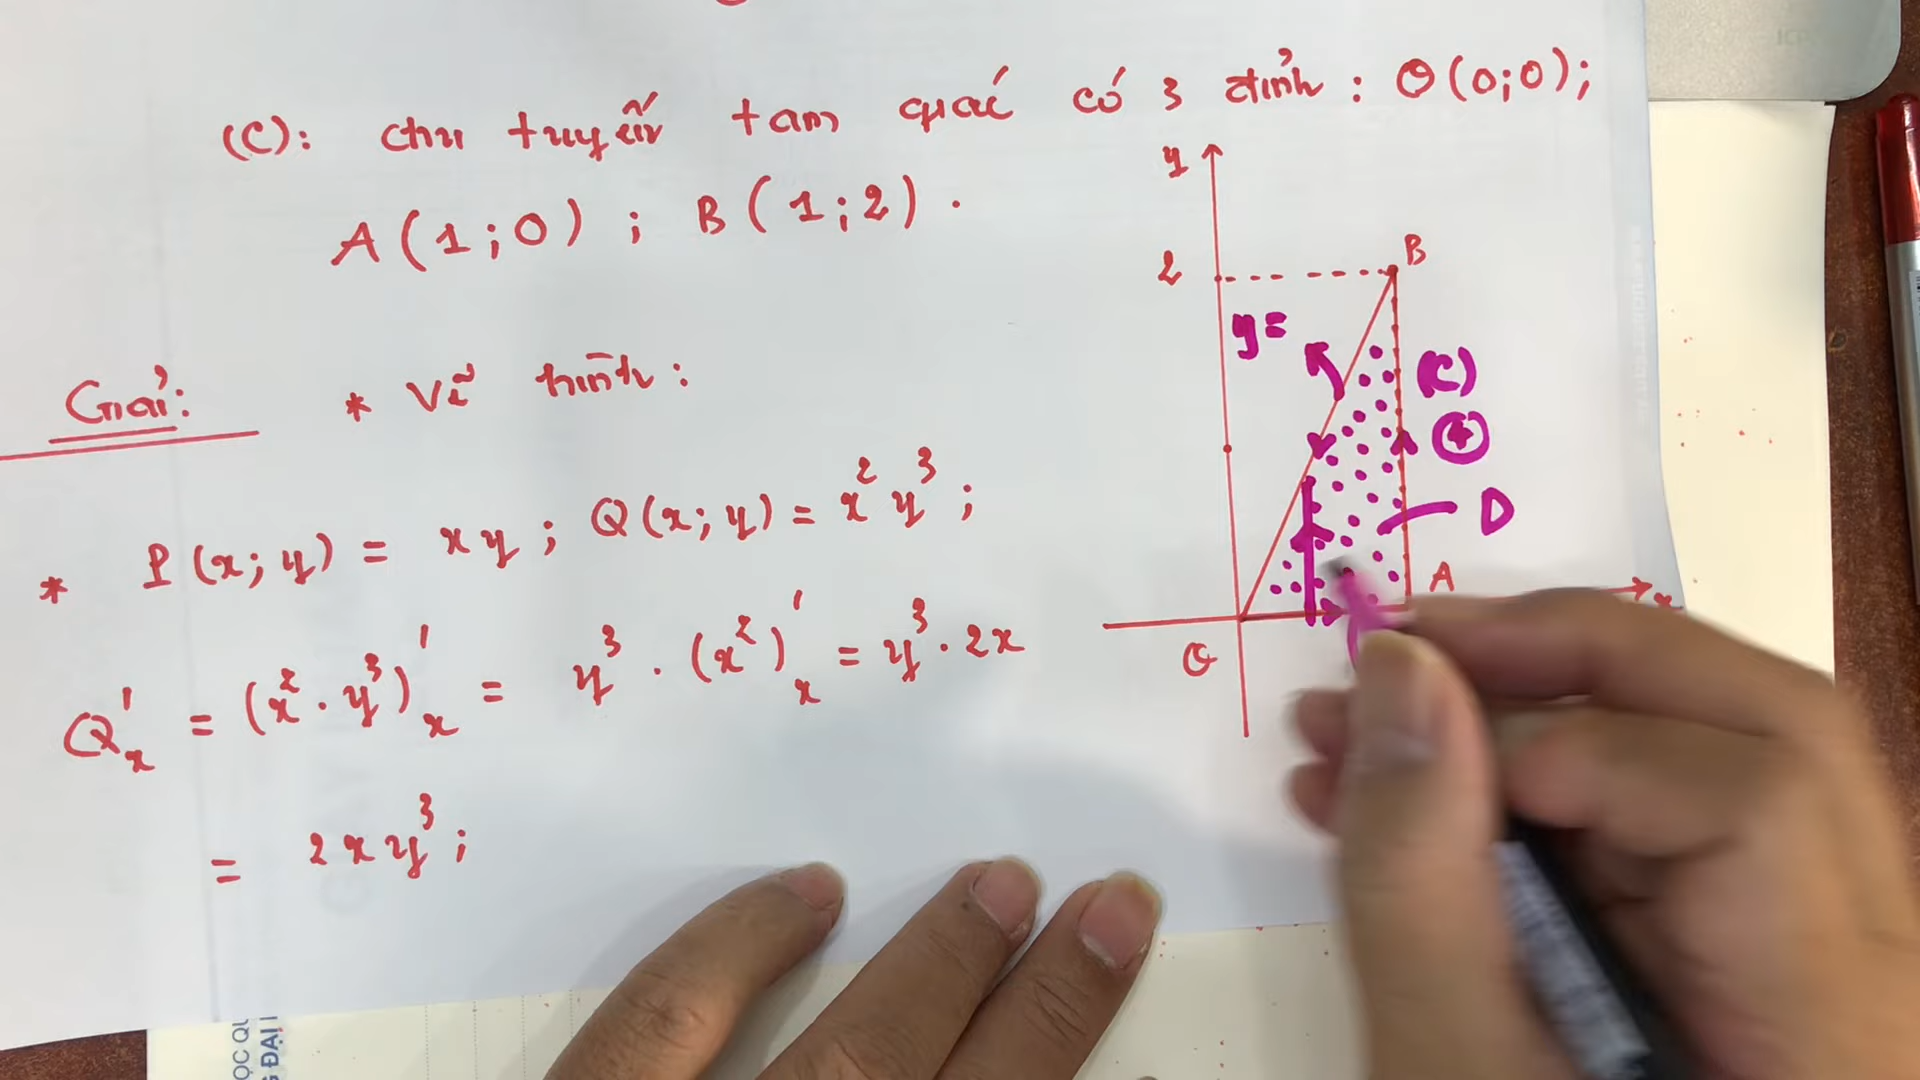 (C): chu tuyến tam giác có 3 đỉnh : O(0;0);
A(1;0) ; B(1;2).
Giải: * Vẽ hình:
* P(x;y) = xy ; Q(x;y) = x²y³ ;
Q'ₓ = (x².y³)'ₓ = y³.(x²)'ₓ = y³.2x
= 2xy³ ;
y
2
B
y=
(C)
+
D
A
x
O